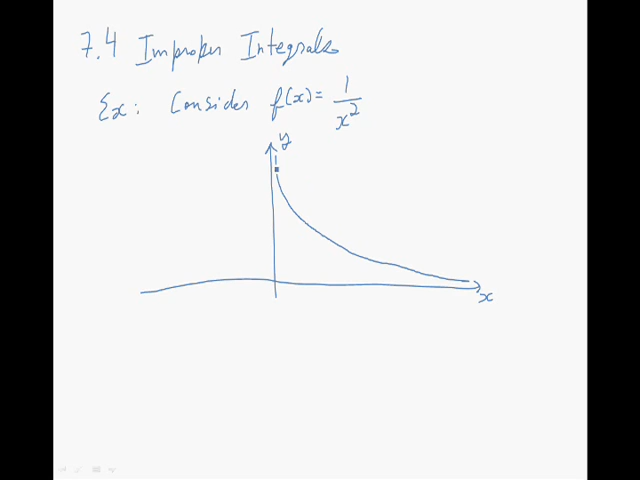 7.4 Improper Integrals
Ex: Consider f(x) = 1/x^2
y
x